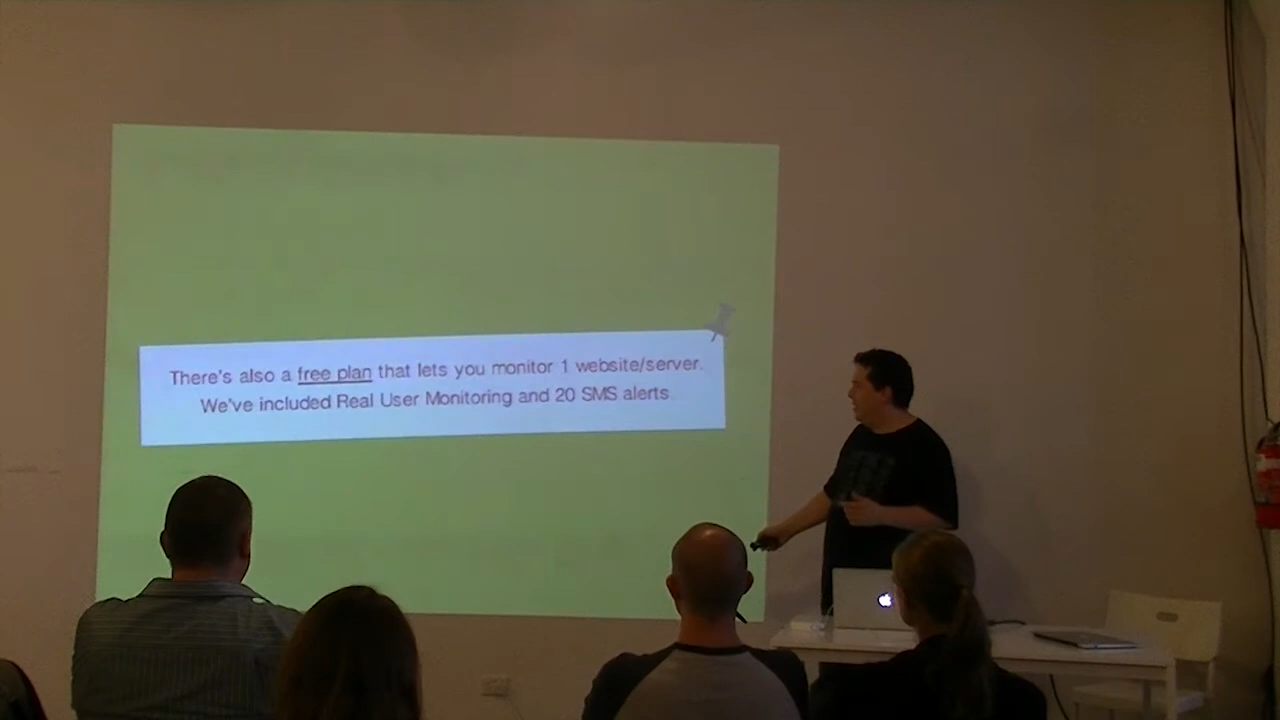 There's also a free plan that lets you monitor 1 website/server.
We've included Real User Monitoring and 20 SMS alerts